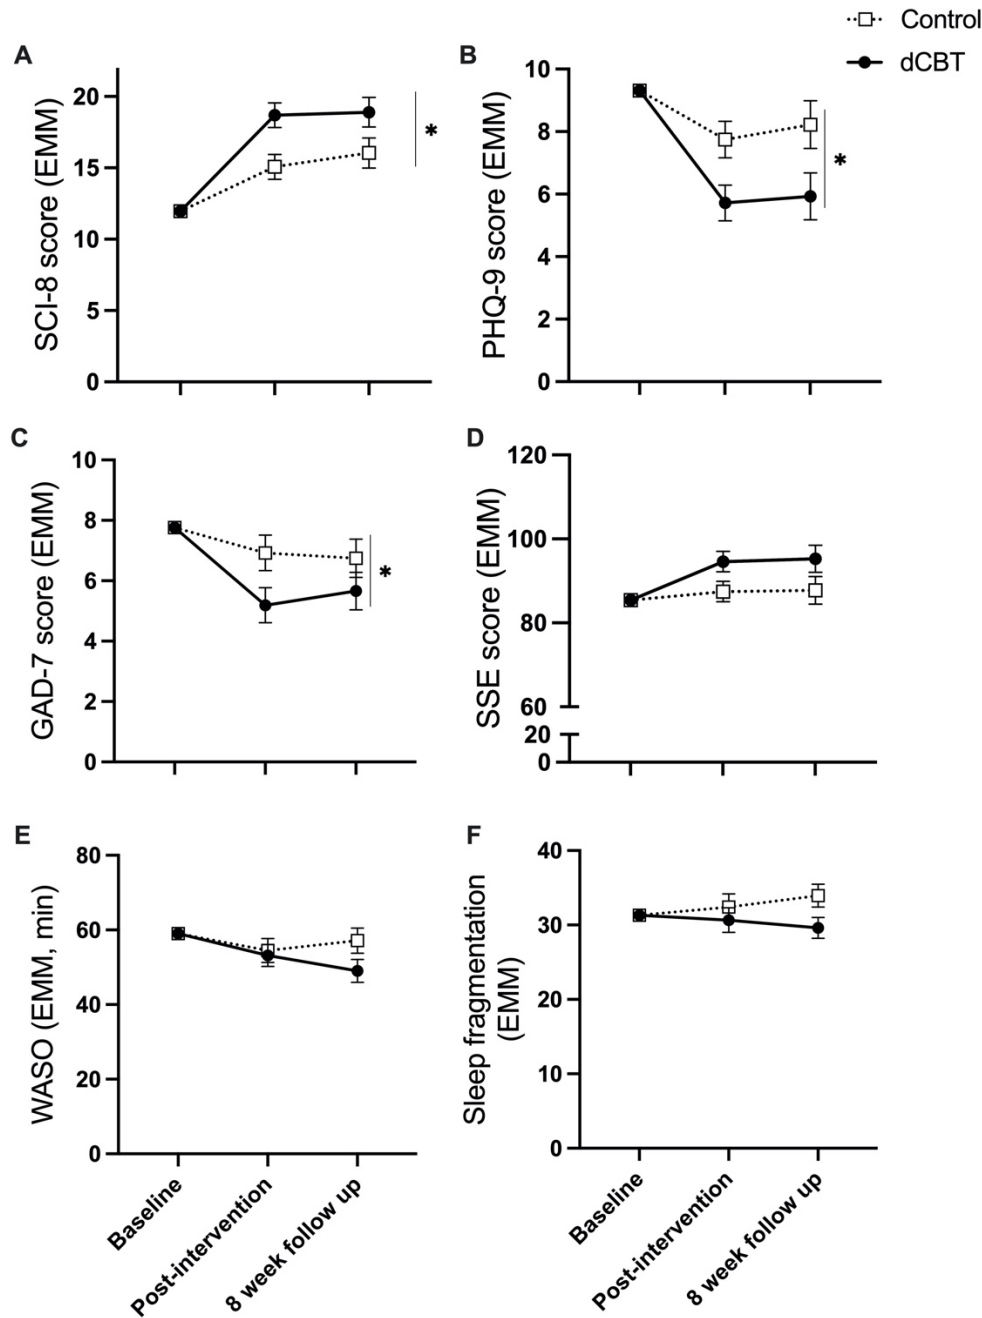 Control
dCBT
A
SCI-8 score (EMM)
20
15
10
5
0
*
B
PHQ-9 score (EMM)
10
8
6
4
2
0
*
C
GAD-7 score (EMM)
10
8
6
4
2
0
*
D
SSE score (EMM)
120
100
80
60
20
0
E
WASO (EMM, min)
80
60
40
20
0
Baseline
Post-intervention
8 week follow up
F
Sleep fragmentation
(EMM)
40
30
20
10
0
Baseline
Post-intervention
8 week follow up